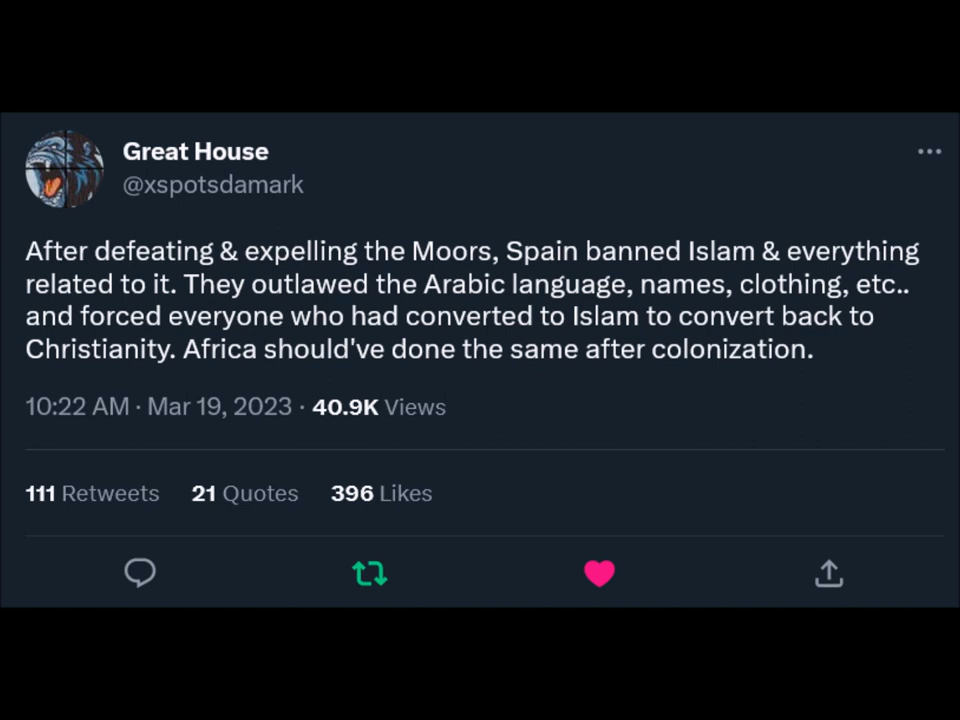 Great House
@xspotsdamark
After defeating & expelling the Moors, Spain banned Islam & everything
related to it. They outlawed the Arabic language, names, clothing, etc..
and forced everyone who had converted to Islam to convert back to
Christianity. Africa should've done the same after colonization.
10:22 AM · Mar 19, 2023 · 40.9K Views
111 Retweets 21 Quotes 396 Likes